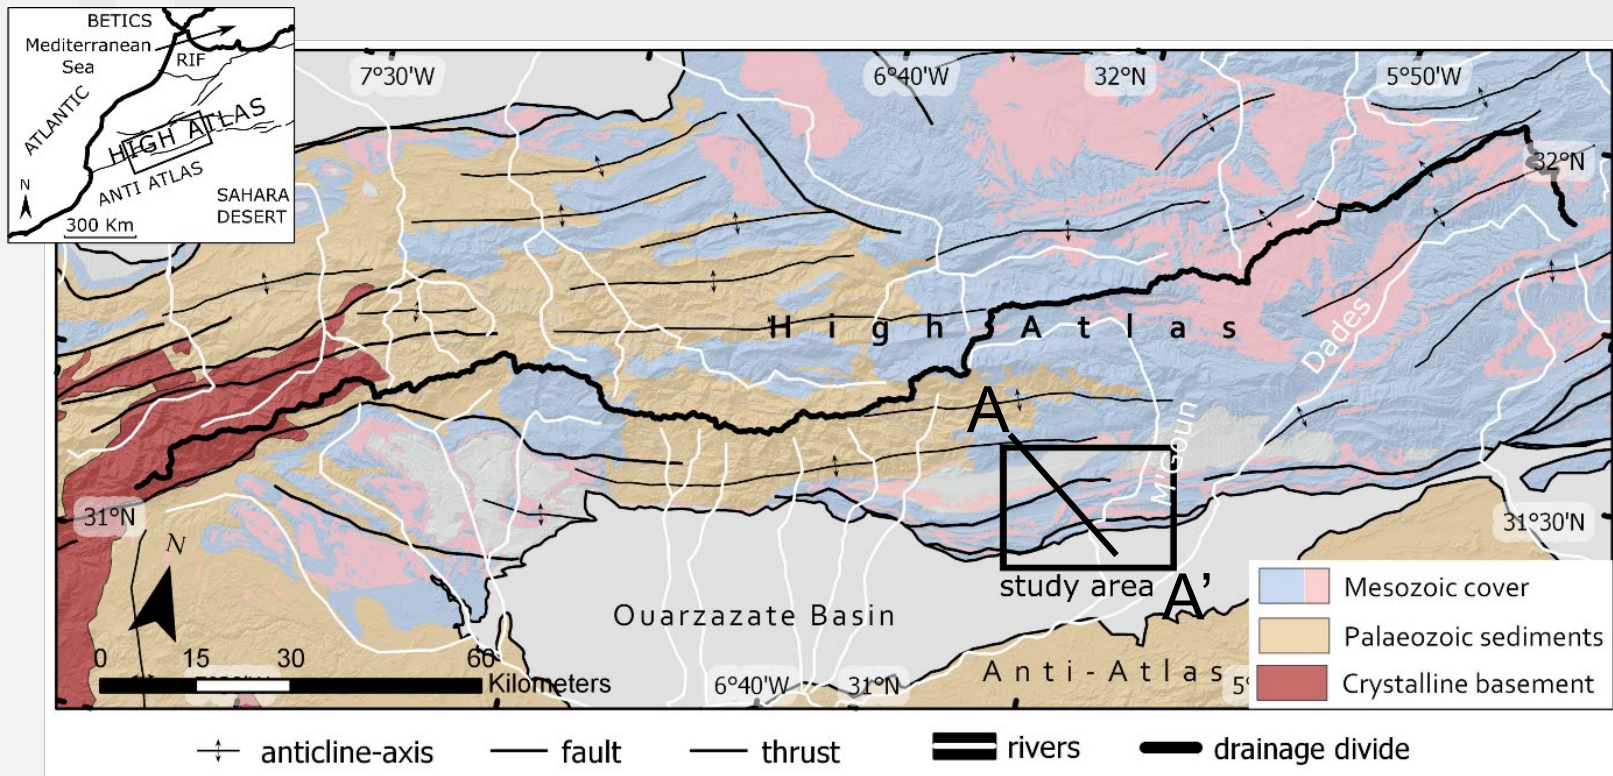 BETICS
Mediterranean
Sea
RIF
ATLANTIC
HIGH ATLAS
ANTI ATLAS
N
SAHARA
DESERT
300 Km
7°30'W
6°40'W
32°N
5°50'W
32°N
High Atlas
Dades
A
M'Goun
31°N
31°30'N
N
study area
A’
Ouarzazate Basin
Anti-Atlas
0 15 30 60
Kilometers
6°40'W
31°N
5°
Mesozoic cover
Palaeozoic sediments
Crystalline basement
anticline-axis
fault
thrust
rivers
drainage divide